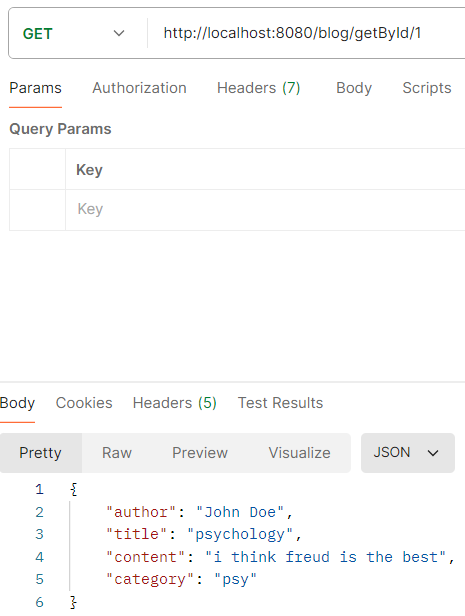 GET http://localhost:8080/blog/getById/1
Params Authorization Headers (7) Body Scripts
Query Params
Key
Key
Body Cookies Headers (5) Test Results
Pretty Raw Preview Visualize JSON
1 {
2 "author": "John Doe",
3 "title": "psychology",
4 "content": "i think freud is the best",
5 "category": "psy"
6 }